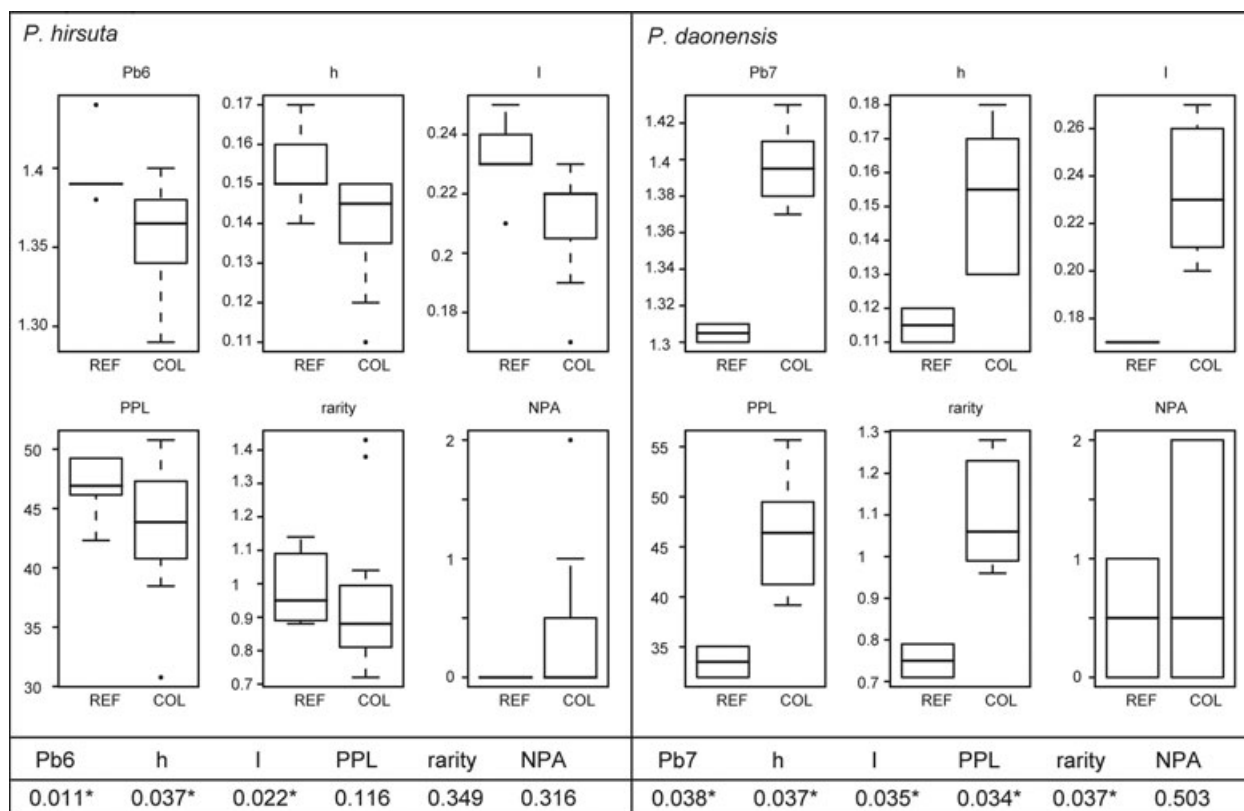 P. hirsuta
Pb6
1.4
1.35
1.30
REF COL
h
0.17
0.16
0.15
0.14
0.13
0.12
0.11
REF COL
I
0.24
0.22
0.2
0.18
REF COL
PPL
50
45
40
35
30
REF COL
rarity
1.4
1.3
1.2
1.1
1
0.9
0.8
0.7
REF COL
NPA
2
1
0
REF COL
Pb6 h I PPL rarity NPA
0.011* 0.037* 0.022* 0.116 0.349 0.316
P. daonensis
Pb7
1.42
1.4
1.38
1.36
1.34
1.32
1.3
REF COL
h
0.18
0.17
0.16
0.15
0.14
0.13
0.12
0.11
REF COL
I
0.26
0.24
0.22
0.20
0.18
REF COL
PPL
55
50
45
40
35
REF COL
rarity
1.3
1.2
1.1
1
0.9
0.8
0.7
REF COL
NPA
2
1
0
REF COL
Pb7 h I PPL rarity NPA
0.038* 0.037* 0.035* 0.034* 0.037* 0.503